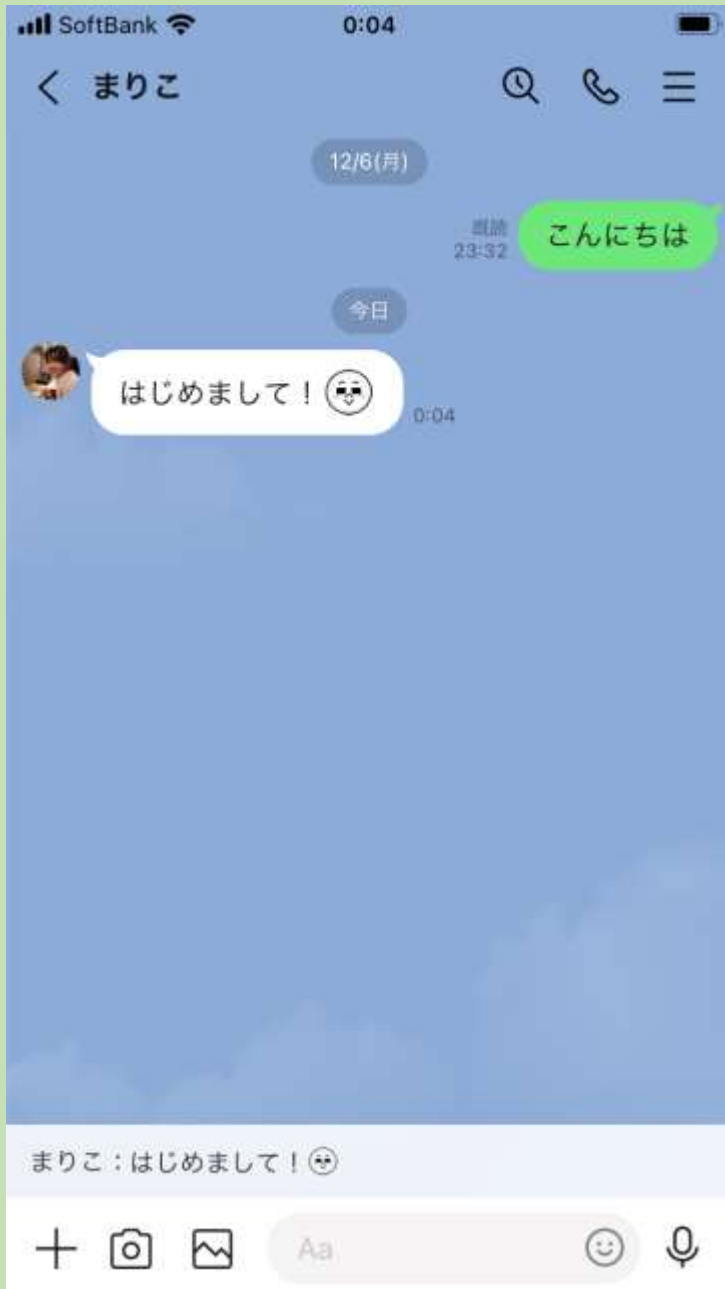 SoftBank 0:04
まりこ
12/6(月)
既読
23:32
こんにちは
今日
はじめまして！
0:04
まりこ：はじめまして！
Aa